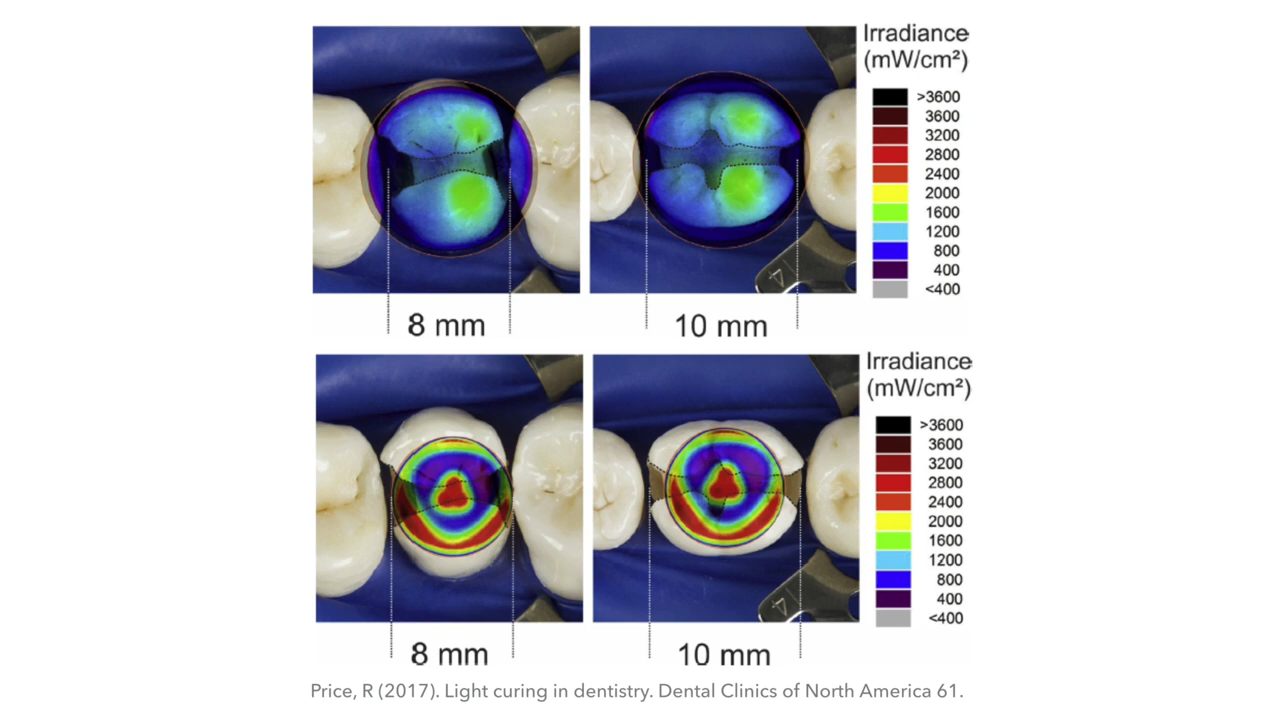 Irradiance
(mW/cm²)
>3600
3600
3200
2800
2400
2000
1600
1200
800
400
<400
4
8 mm
10 mm
Irradiance
(mW/cm²)
>3600
3600
3200
2800
2400
2000
1600
1200
800
400
<400
4
8 mm
10 mm
Price, R (2017). Light curing in dentistry. Dental Clinics of North America 61.